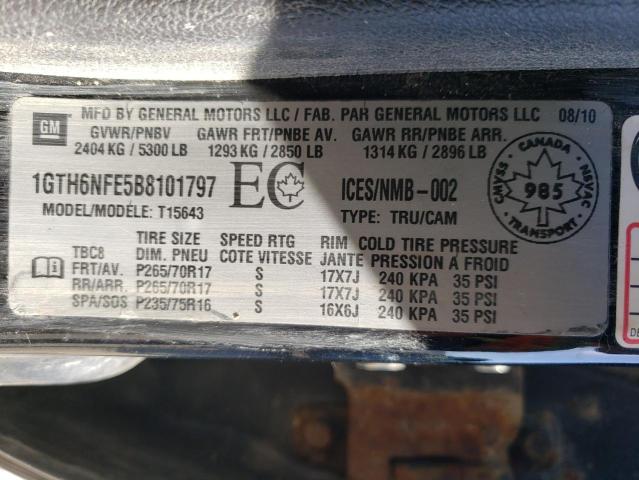 GM
MFD BY GENERAL MOTORS LLC / FAB. PAR GENERAL MOTORS LLC 08/10
GVWR/PNBV GAWR FRT/PNBE AV. GAWR RR/PNBE ARR.
2404 KG / 5300 LB 1293 KG / 2850 LB 1314 KG / 2896 LB
1GTH6NFE5B8101797 EC ICES/NMB-002
MODEL/MODÈLE: T15643 TYPE: TRU/CAM
CANADA
CMVSS NSVAC
985
TRANSPORT
TIRE SIZE SPEED RTG RIM COLD TIRE PRESSURE
TBC8 DIM. PNEU COTE VITESSE JANTE PRESSION A FROID
FRT/AV. P265/70R17 S 17X7J 240 KPA 35 PSI
RR/ARR. P265/70R17 S 17X7J 240 KPA 35 PSI
SPA/SDS P235/75R16 S 16X6J 240 KPA 35 PSI